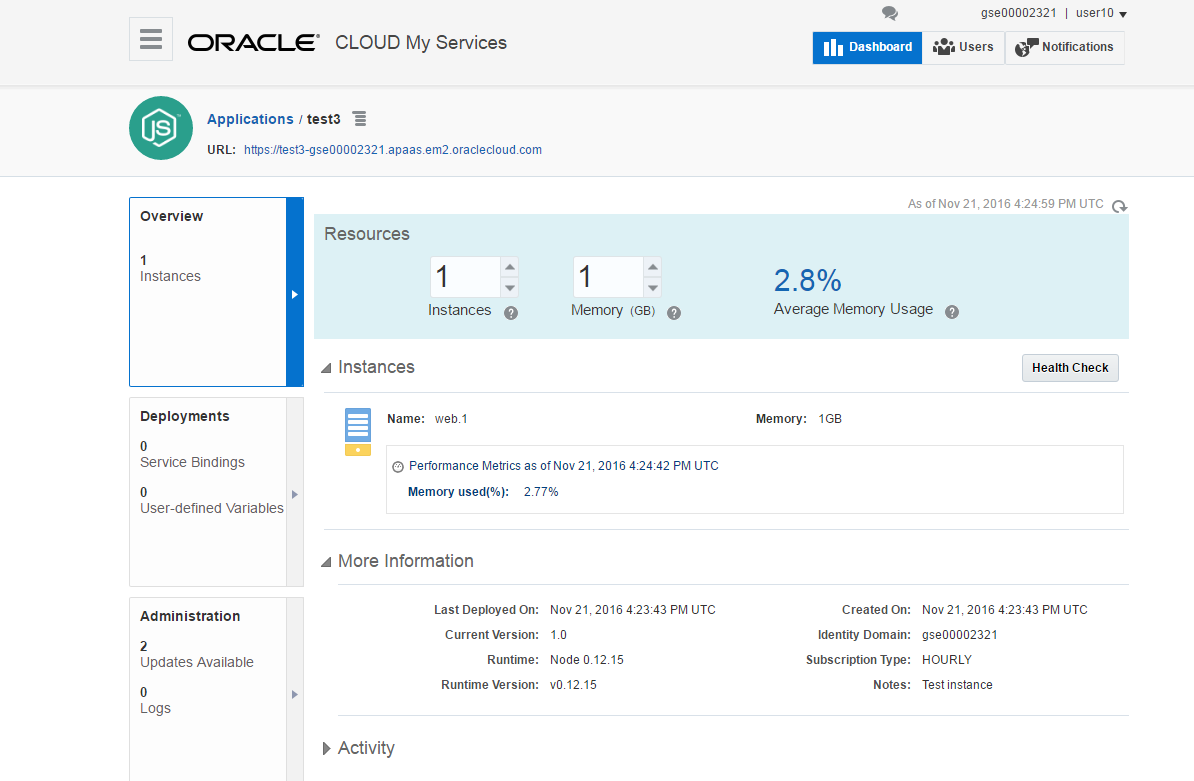 gse00002321 | user10
ORACLE® CLOUD My Services
Dashboard Users Notifications
JS
Applications / test3
URL: https://test3-gse00002321.apaas.em2.oraclecloud.com
As of Nov 21, 2016 4:24:59 PM UTC
Overview
1
Instances
Resources
1 1 2.8%
Instances ? Memory (GB) ? Average Memory Usage ?
Instances Health Check
Name: web.1 Memory: 1GB
Performance Metrics as of Nov 21, 2016 4:24:42 PM UTC
Memory used(%): 2.77%
Deployments
0
Service Bindings
0
User-defined Variables
More Information
Last Deployed On: Nov 21, 2016 4:23:43 PM UTC Created On: Nov 21, 2016 4:23:43 PM UTC
Current Version: 1.0 Identity Domain: gse00002321
Runtime: Node 0.12.15 Subscription Type: HOURLY
Runtime Version: v0.12.15 Notes: Test instance
Administration
2
Updates Available
0
Logs
Activity